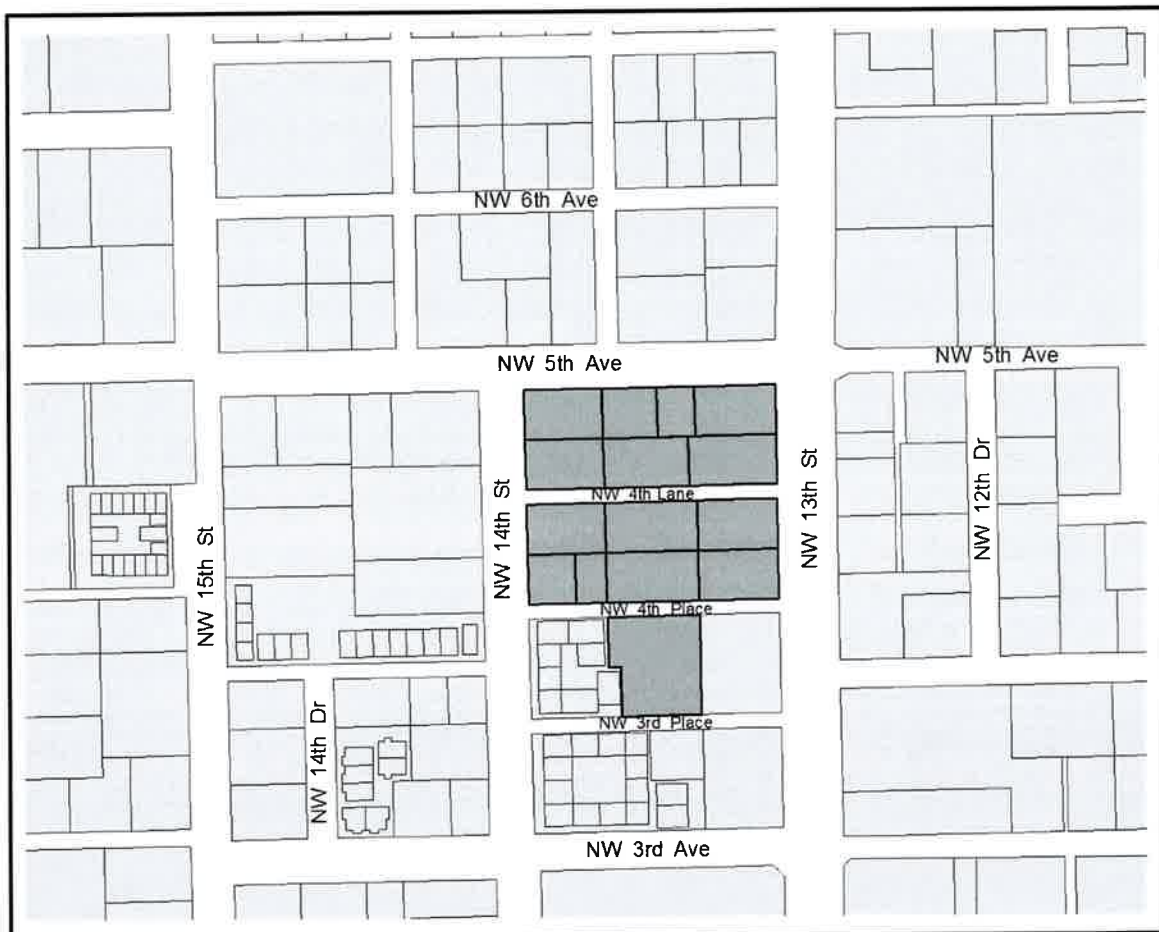 NW 6th Ave
NW 5th Ave
NW 5th Ave
NW 4th Lane
NW 13th St
NW 12th Dr
NW 14th St
NW 15th St
NW 4th Place
NW 3rd Place
NW 14th Dr
NW 3rd Ave